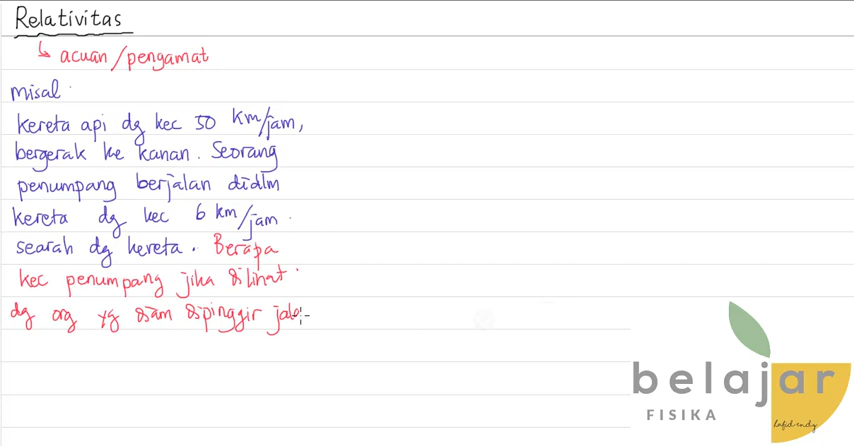 Relativitas
↳ acuan/pengamat
misal
kereta api dg kec 50 km/jam,
bergerak ke kanan. Seorang
penumpang berjalan didlm
kereta dg kec 6 km/jam
searah dg kereta. Berapa
kec penumpang jika dilihat
dg org yg diam dipinggir
belajar
FISIKA